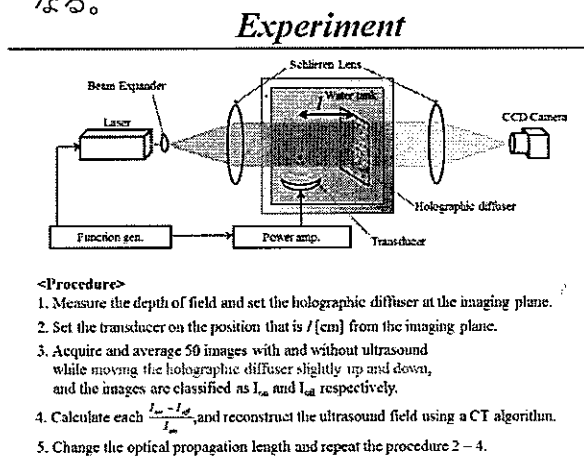 なる。
Experiment
Schlieren Lens
Beam Expander
Water tank
Laser
l
CCD Camera
Holographic diffuser
Function gen.
Power amp.
Transducer
<Procedure>
1. Measure the depth of field and set the holographic diffuser at the imaging plane.
2. Set the transducer on the position that is l [cm] from the imaging plane.
3. Acquire and average 50 images with and without ultrasound
while moving the holographic diffuser slightly up and down,
and the images are classified as I_on and I_off respectively.
4. Calculate each (I_on - I_off)/I_on, and reconstruct the ultrasound field using a CT algorithm.
5. Change the optical propagation length and repeat the procedure 2 – 4.